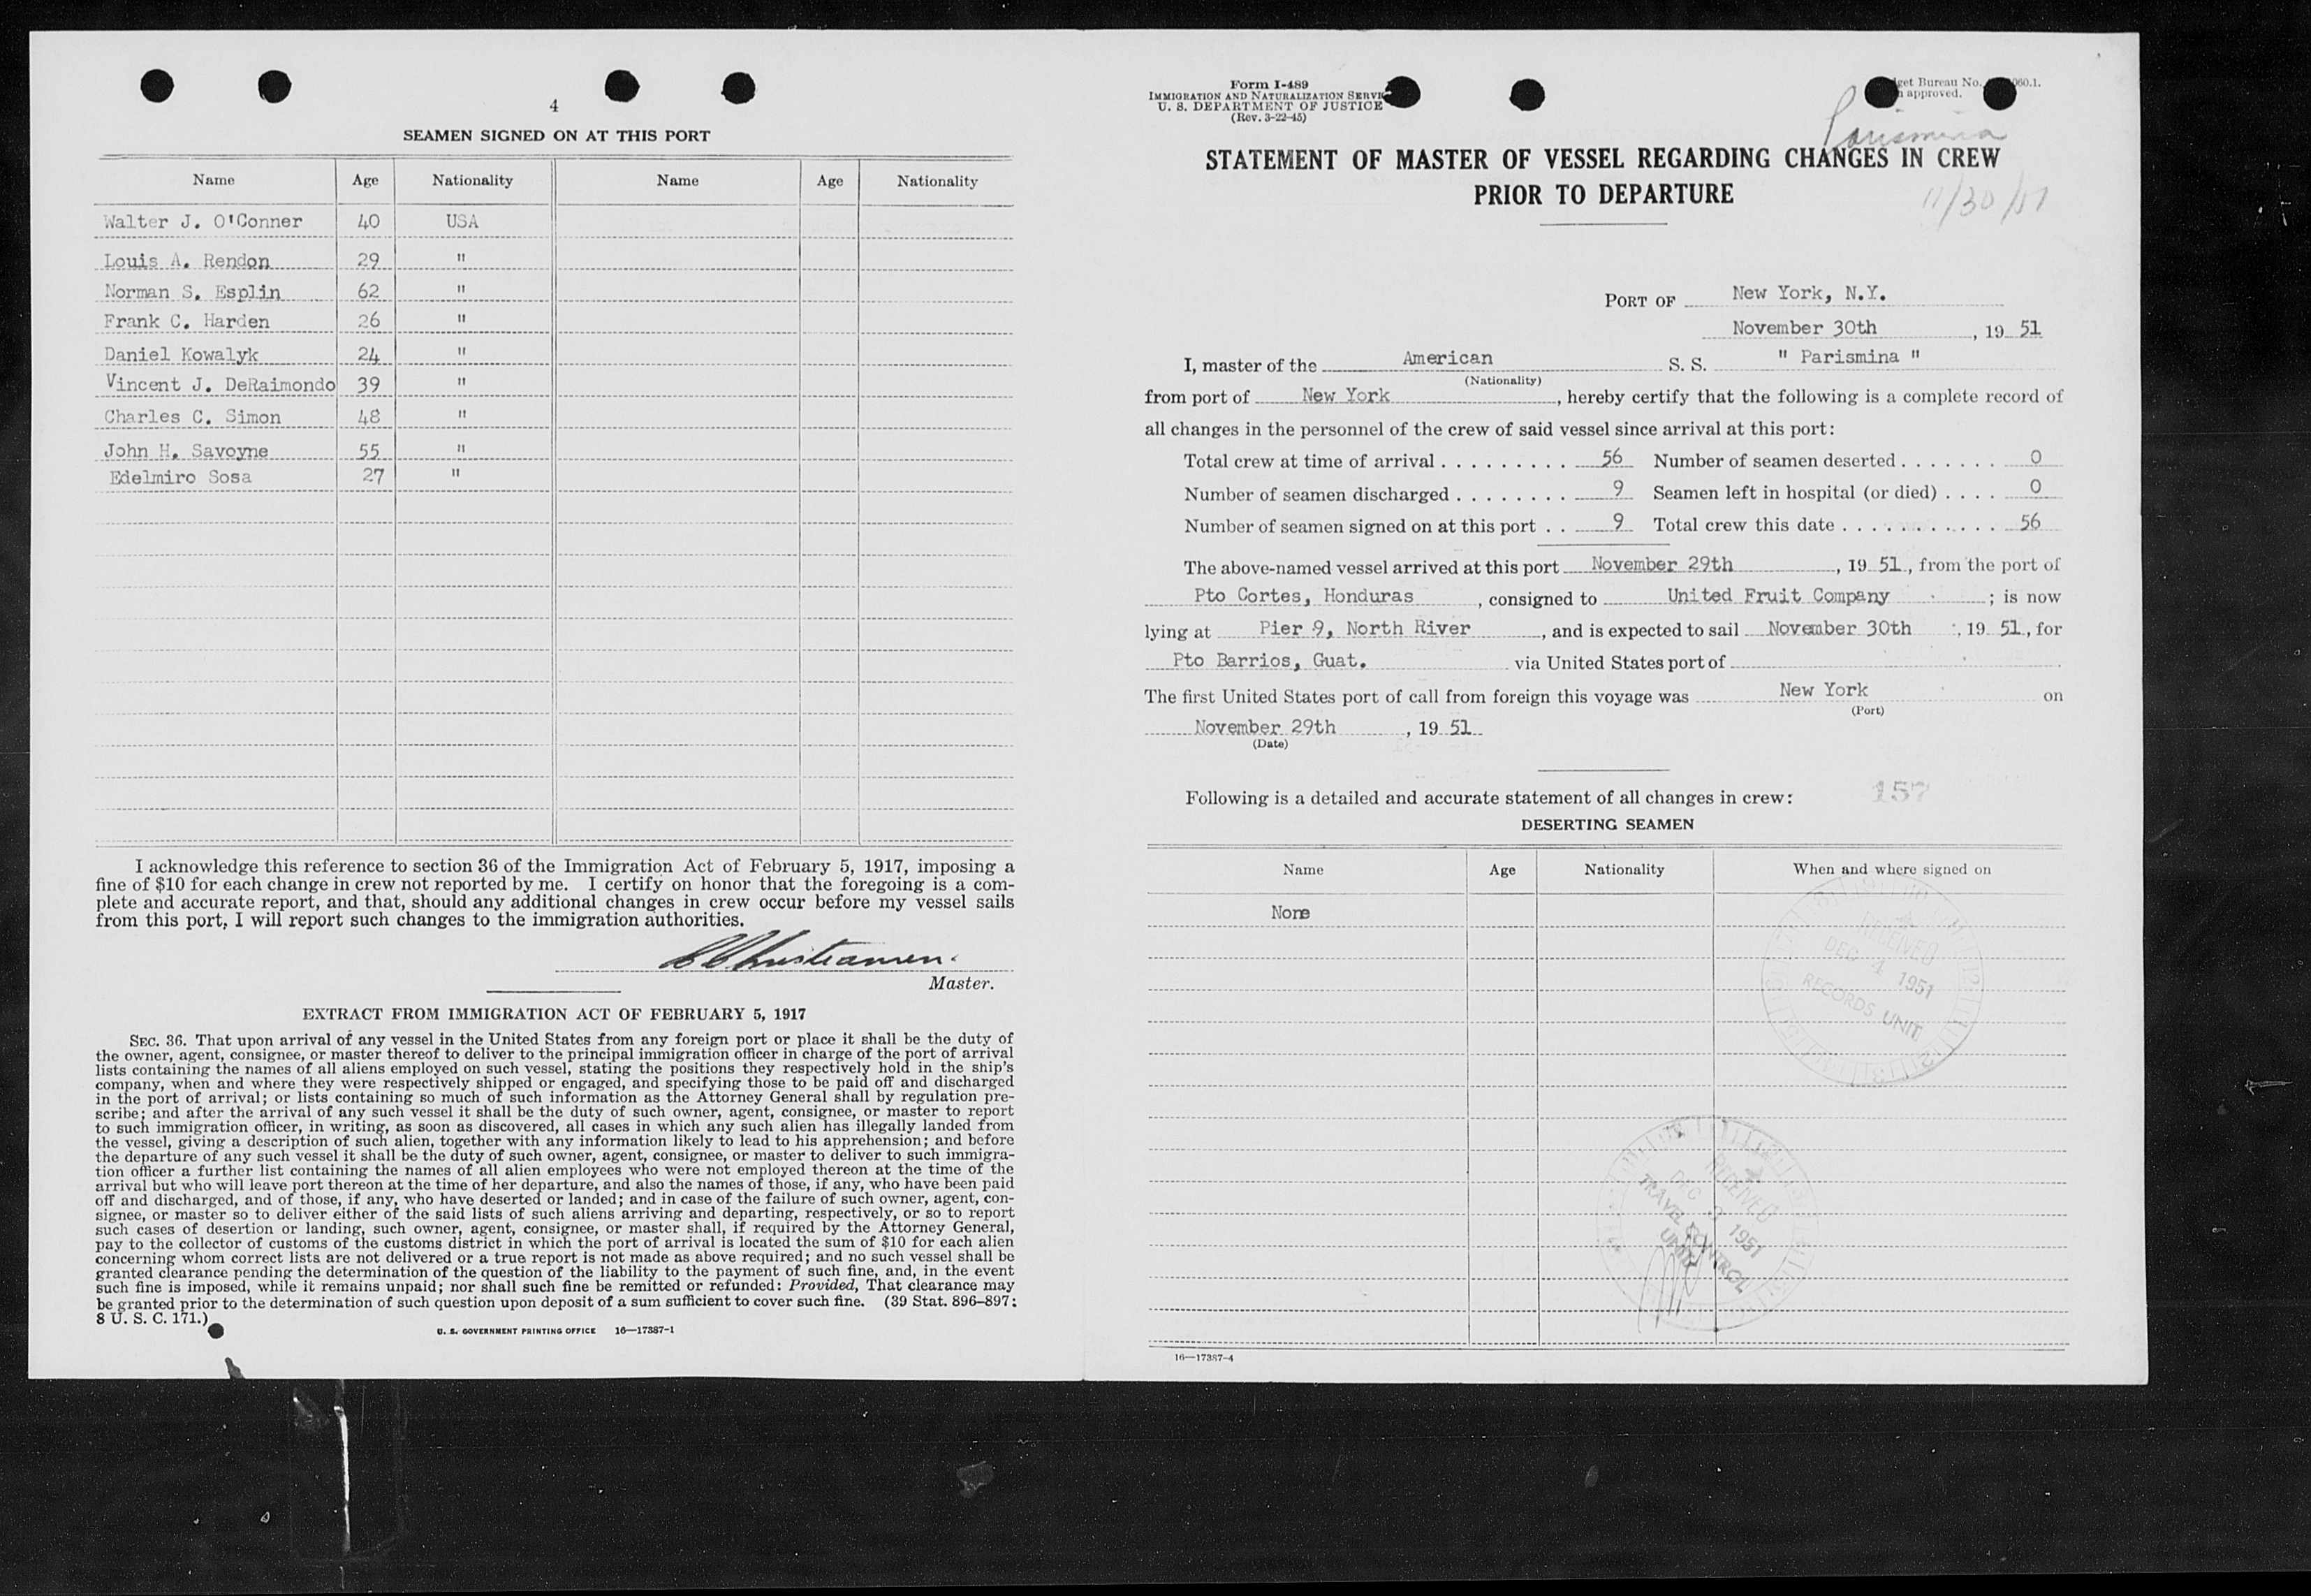 4
SEAMEN SIGNED ON AT THIS PORT
Name Age Nationality Name Age Nationality
Walter J. O'Conner 40 USA
Louis A. Rendon 29 "
Norman S. Esplin 62 "
Frank C. Harden 26 "
Daniel Kowalyk 24 "
Vincent J. DeRaimondo 39 "
Charles C. Simon 48 "
John H. Savoyne 55 "
Edelmiro Sosa 27 "
I acknowledge this reference to section 36 of the Immigration Act of February 5, 1917, imposing a
fine of $10 for each change in crew not reported by me. I certify on honor that the foregoing is a com-
plete and accurate report, and that, should any additional changes in crew occur before my vessel sails
from this port, I will report such changes to the immigration authorities.
C Christiansen.
Master.
EXTRACT FROM IMMIGRATION ACT OF FEBRUARY 5, 1917
SEC. 36. That upon arrival of any vessel in the United States from any foreign port or place it shall be the duty of
the owner, agent, consignee, or master thereof to deliver to the principal immigration officer in charge of the port of arrival
lists containing the names of all aliens employed on such vessel, stating the positions they respectively hold in the ship's
company, when and where they were respectively shipped or engaged, and specifying those to be paid off and discharged
in the port of arrival; or lists containing so much of such information as the Attorney General shall by regulation pre-
scribe; and after the arrival of any such vessel it shall be the duty of such owner, agent, consignee, or master to report
to such immigration officer, in writing, as soon as discovered, all cases in which any such alien has illegally landed from
the vessel, giving a description of such alien, together with any information likely to lead to his apprehension; and before
the departure of any such vessel it shall be the duty of such owner, agent, consignee, or master to deliver to such immigra-
tion officer a further list containing the names of all alien employees who were not employed thereon at the time of the
arrival but who will leave port thereon at the time of her departure, and also the names of those, if any, who have been paid
off and discharged, and of those, if any, who have deserted or landed; and in case of the failure of such owner, agent, con-
signee, or master so to deliver either of the said lists of such aliens arriving and departing, respectively, or so to report
such cases of desertion or landing, such owner, agent, consignee, or master shall, if required by the Attorney General,
pay to the collector of customs of the customs district in which the port of arrival is located the sum of $10 for each alien
concerning whom correct lists are not delivered or a true report is not made as above required; and no such vessel shall be
granted clearance pending the determination of the question of the liability to the payment of such fine, and, in the event
such fine is imposed, while it remains unpaid; nor shall such fine be remitted or refunded: Provided, That clearance may
be granted prior to the determination of such question upon deposit of a sum sufficient to cover such fine. (39 Stat. 896-897;
8 U. S. C. 171.)
U. S. GOVERNMENT PRINTING OFFICE 16—17387-1
Form I-489
IMMIGRATION AND NATURALIZATION SERVIC
U. S. DEPARTMENT OF JUSTICE
(Rev. 3-22-45)
get Bureau No. 060.1.
approved.
Parismina
STATEMENT OF MASTER OF VESSEL REGARDING CHANGES IN CREW
PRIOR TO DEPARTURE
11/30/51
PORT OF New York, N.Y.
November 30th, 19 51
I, master of the American S. S. " Parismina "
(Nationality)
from port of New York, hereby certify that the following is a complete record of
all changes in the personnel of the crew of said vessel since arrival at this port:
Total crew at time of arrival . . . . . . . . . 56 Number of seamen deserted . . . . . . . 0
Number of seamen discharged . . . . . . . . 9 Seamen left in hospital (or died) . . . . 0
Number of seamen signed on at this port . . 9 Total crew this date . . . . . . . . . . . 56
The above-named vessel arrived at this port November 29th, 19 51, from the port of
Pto Cortes, Honduras, consigned to United Fruit Company; is now
lying at Pier 9, North River, and is expected to sail November 30th, 19 51, for
Pto Barrios, Guat. via United States port of
The first United States port of call from foreign this voyage was New York on
(Port)
November 29th, 19 51
(Date)
Following is a detailed and accurate statement of all changes in crew: 157
DESERTING SEAMEN
Name Age Nationality When and where signed on
None
RECEIVED
DEC 4 1951
RECORDS UNIT
RECEIVED
DEC 3 1951
TRAVEL CONTROL
UNIT
16—17387-4